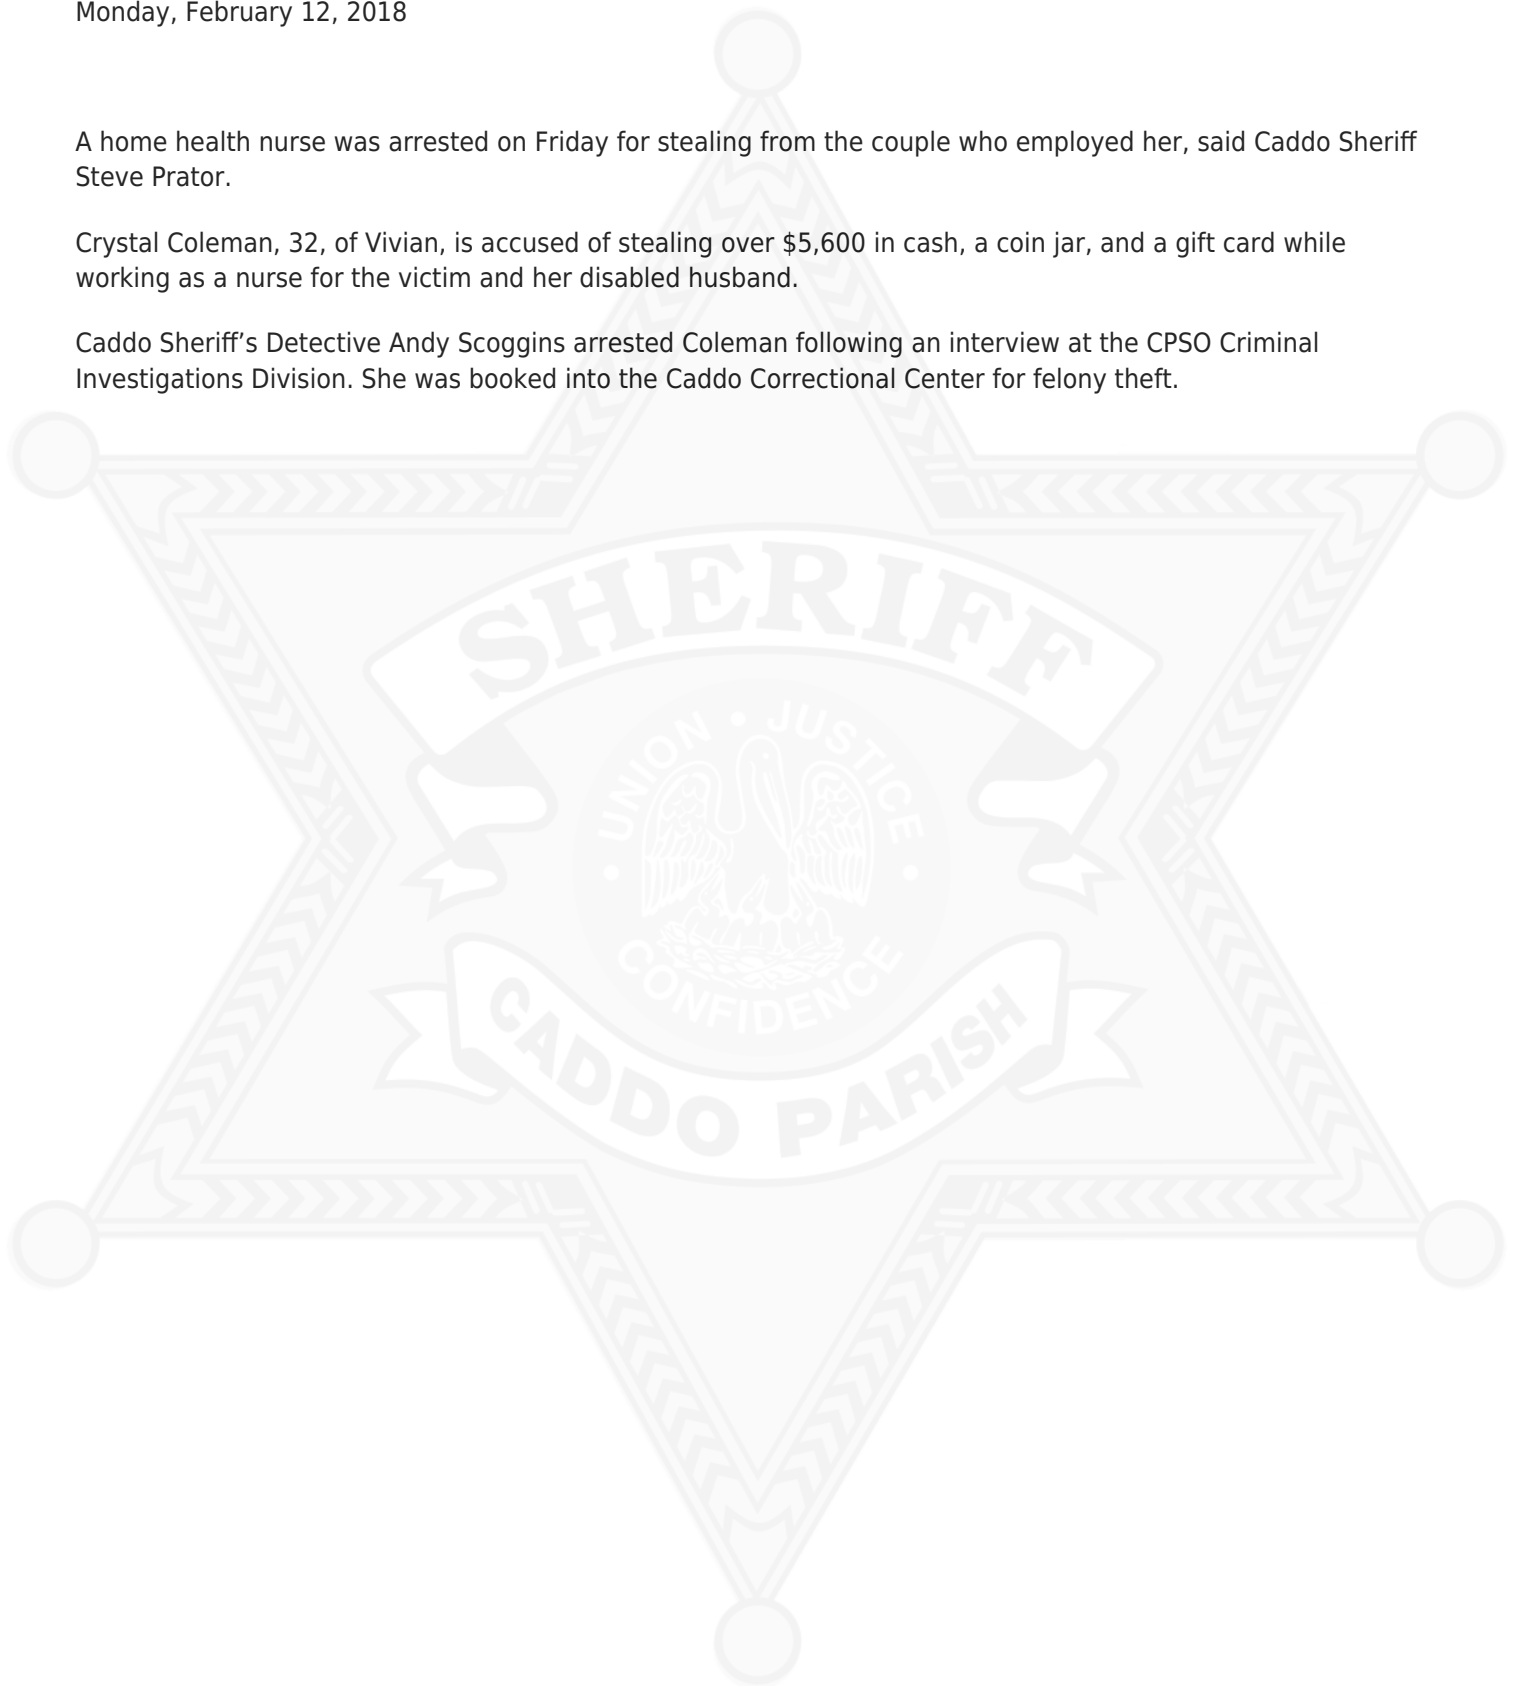 Monday, February 12, 2018
A home health nurse was arrested on Friday for stealing from the couple who employed her, said Caddo Sheriff
Steve Prator.
Crystal Coleman, 32, of Vivian, is accused of stealing over $5,600 in cash, a coin jar, and a gift card while
working as a nurse for the victim and her disabled husband.
Caddo Sheriff’s Detective Andy Scoggins arrested Coleman following an interview at the CPSO Criminal
Investigations Division. She was booked into the Caddo Correctional Center for felony theft.
SHERIFF
UNION • JUSTICE
• CONFIDENCE •
CADDO PARISH